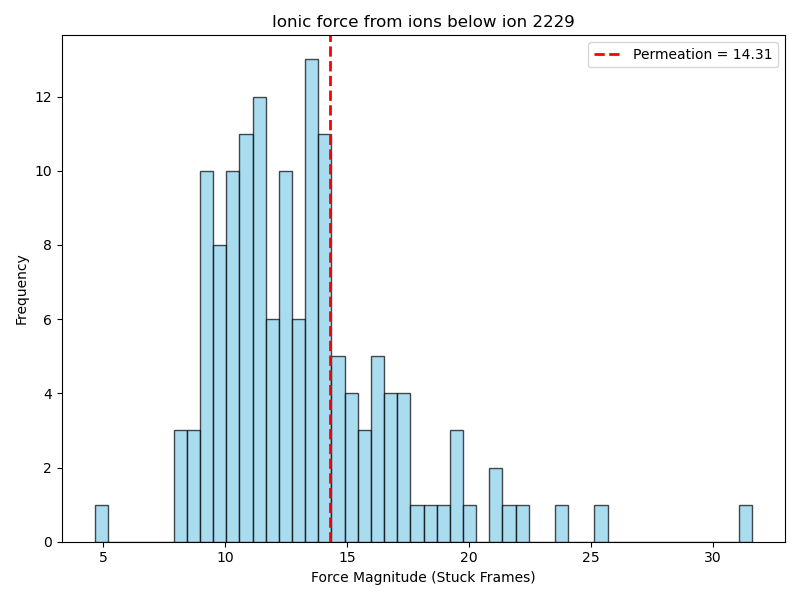 Ionic force from ions below ion 2229
Permeation = 14.31
Frequency
12
10
8
6
4
2
0
5 10 15 20 25 30
Force Magnitude (Stuck Frames)